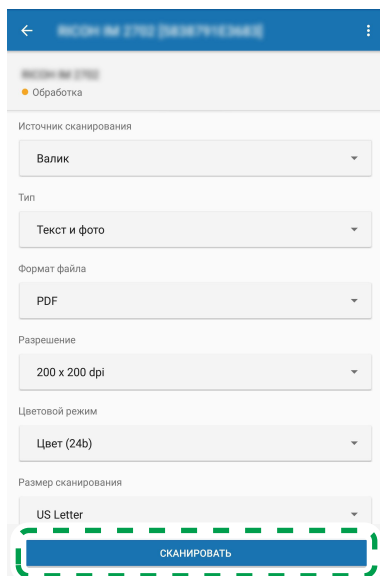 Обработка
Источник сканирования
Валик
Тип
Текст и фото
Формат файла
PDF
Разрешение
200 x 200 dpi
Цветовой режим
Цвет (24b)
Размер сканирования
US Letter
СКАНИРОВАТЬ